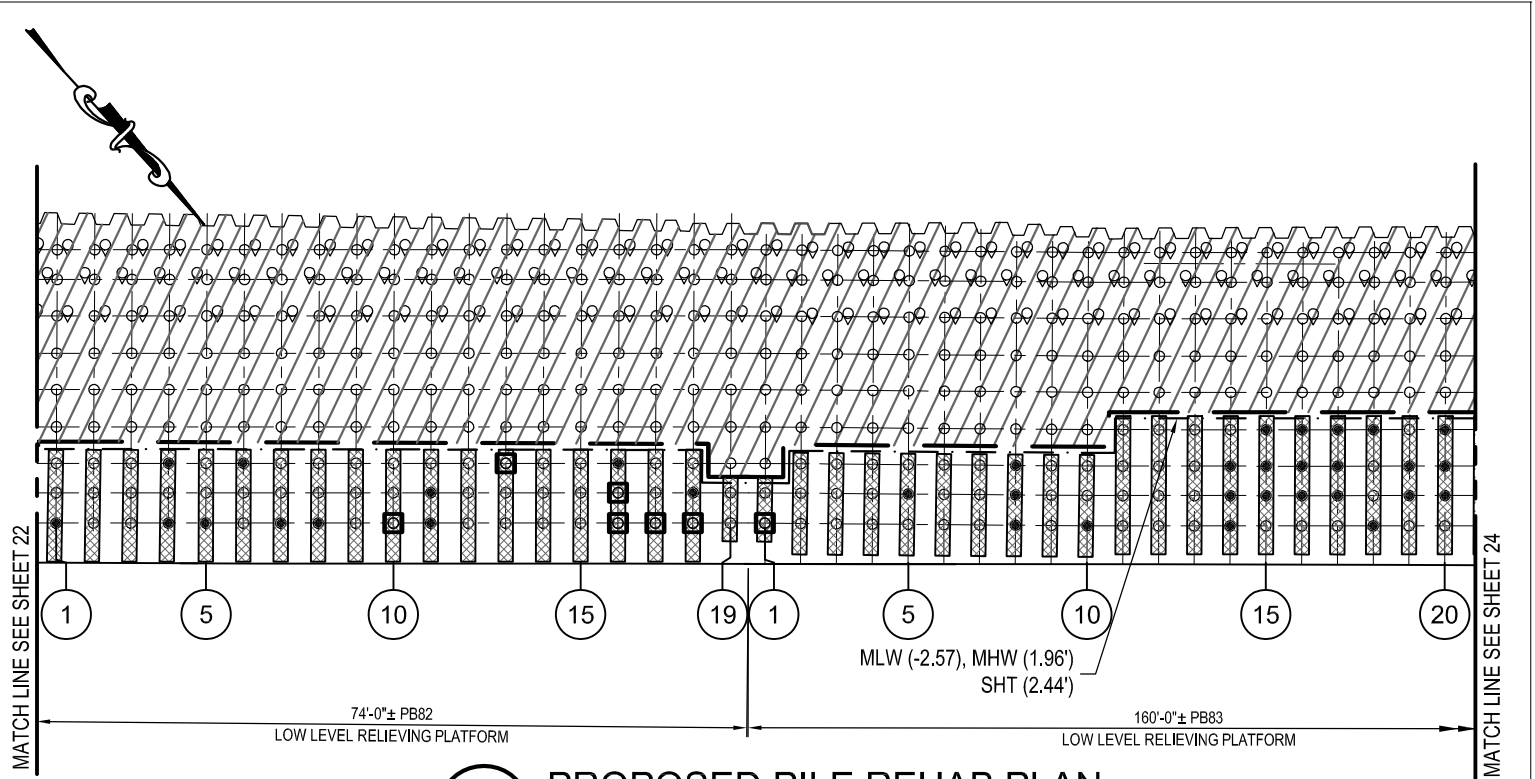 MATCH LINE SEE SHEET 22
1
5
10
15
19
1
5
10
15
20
MATCH LINE SEE SHEET 24
MLW (-2.57), MHW (1.96')
SHT (2.44')
74'-0"± PB82
LOW LEVEL RELIEVING PLATFORM
160'-0"± PB83
LOW LEVEL RELIEVING PLATFORM
PROPOSED PILE REHAB PLAN